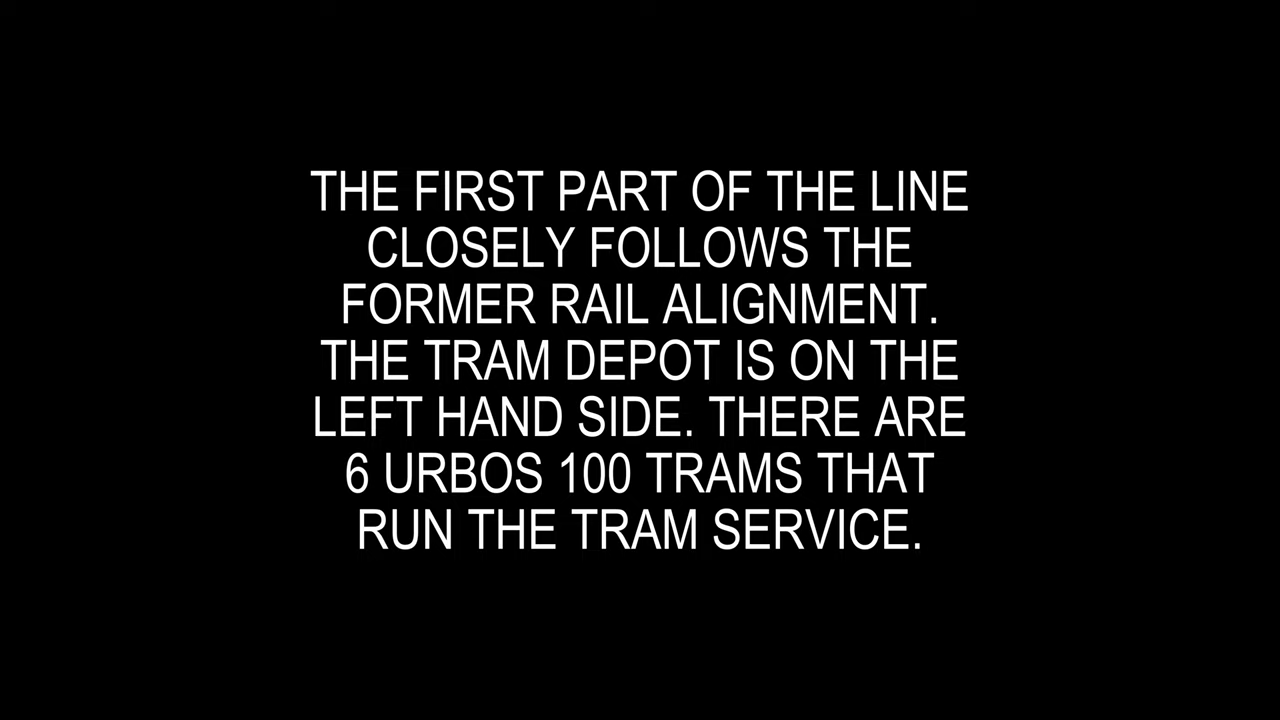 THE FIRST PART OF THE LINE
CLOSELY FOLLOWS THE
FORMER RAIL ALIGNMENT.
THE TRAM DEPOT IS ON THE
LEFT HAND SIDE. THERE ARE
6 URBOS 100 TRAMS THAT
RUN THE TRAM SERVICE.